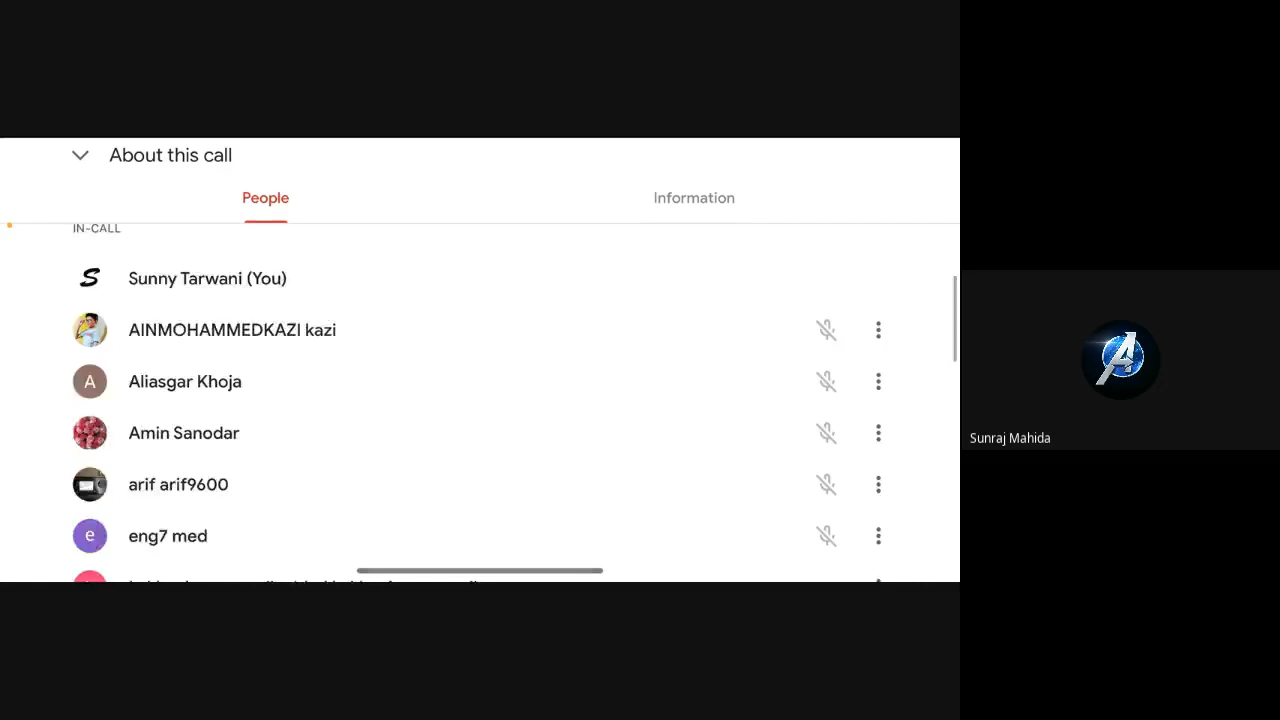 About this call
People
Information
IN-CALL
S
Sunny Tarwani (You)
AINMOHAMMEDKAZI kazi
A
Aliasgar Khoja
Amin Sanodar
arif arif9600
e
eng7 med
Sunraj Mahida